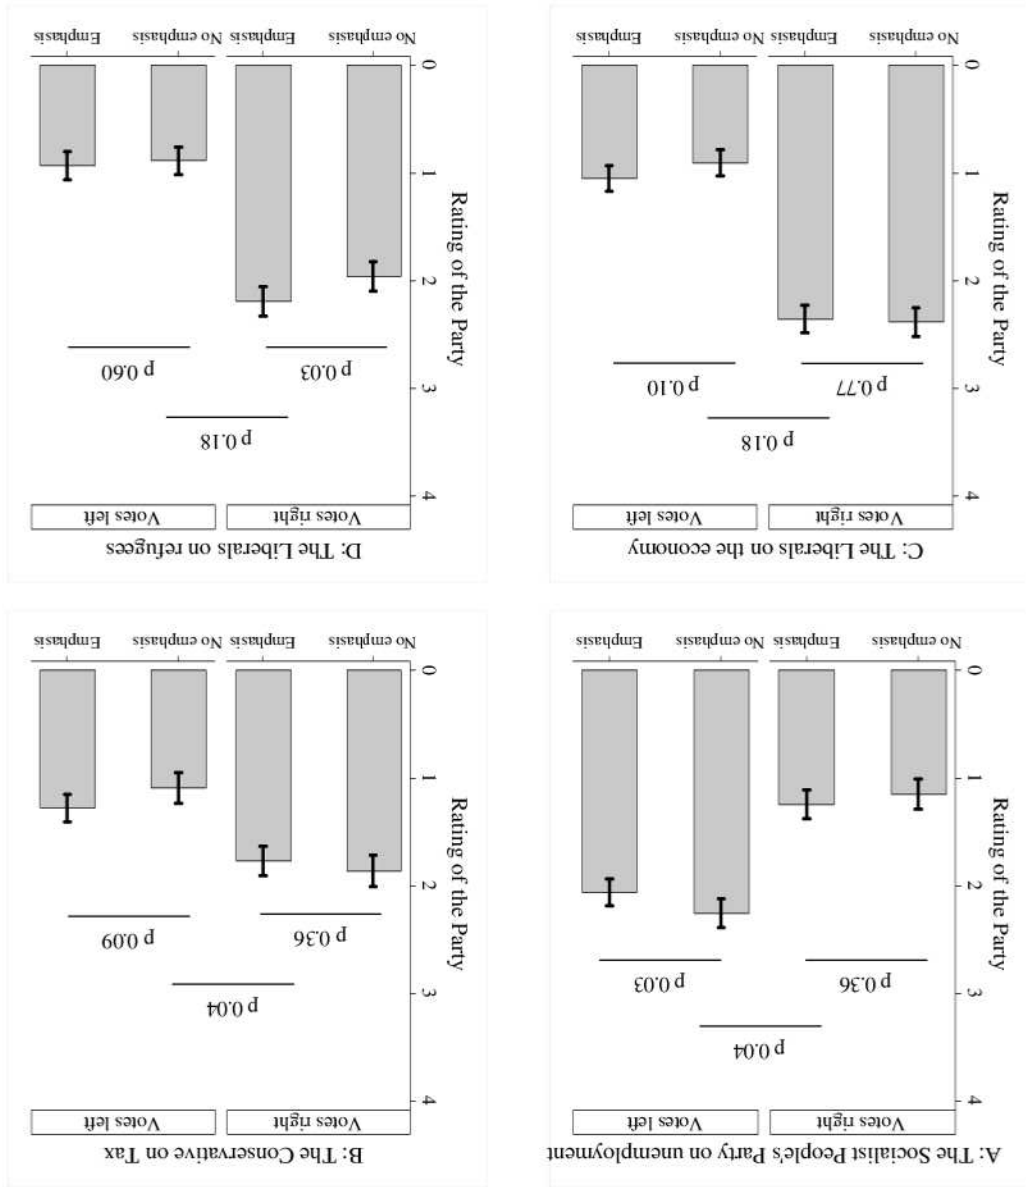 A: The Socialist People's Party on unemployment
Votes right
Votes left
4
3
2
1
0
Rating of the Party
p 0.04
p 0.36
p 0.03
No emphasis
Emphasis
No emphasis
Emphasis
B: The Conservative on Tax
Votes right
Votes left
4
3
2
1
0
Rating of the Party
p 0.04
p 0.36
p 0.09
No emphasis
Emphasis
No emphasis
Emphasis
C: The Liberals on the economy
Votes right
Votes left
4
3
2
1
0
Rating of the Party
p 0.18
p 0.77
p 0.10
No emphasis
Emphasis
No emphasis
Emphasis
D: The Liberals on refugees
Votes right
Votes left
4
3
2
1
0
Rating of the Party
p 0.18
p 0.03
p 0.60
No emphasis
Emphasis
No emphasis
Emphasis